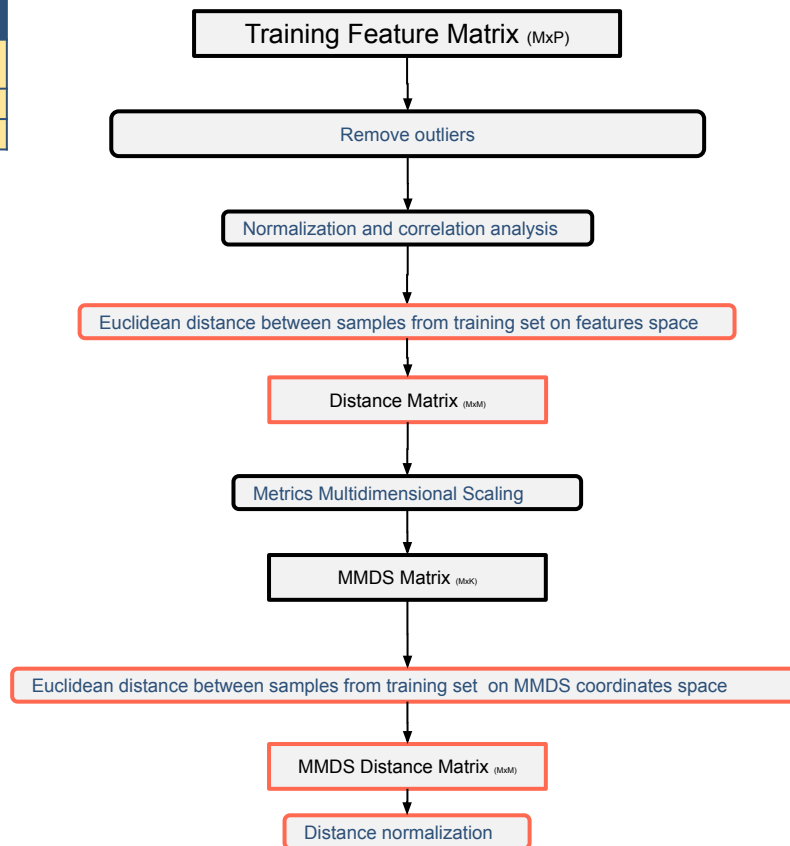 Training Feature Matrix (MxP)
Remove outliers
Normalization and correlation analysis
Euclidean distance between samples from training set on features space
Distance Matrix (MxM)
Metrics Multidimensional Scaling
MMDS Matrix (MxK)
Euclidean distance between samples from training set on MMDS coordinates space
MMDS Distance Matrix (MxM)
Distance normalization